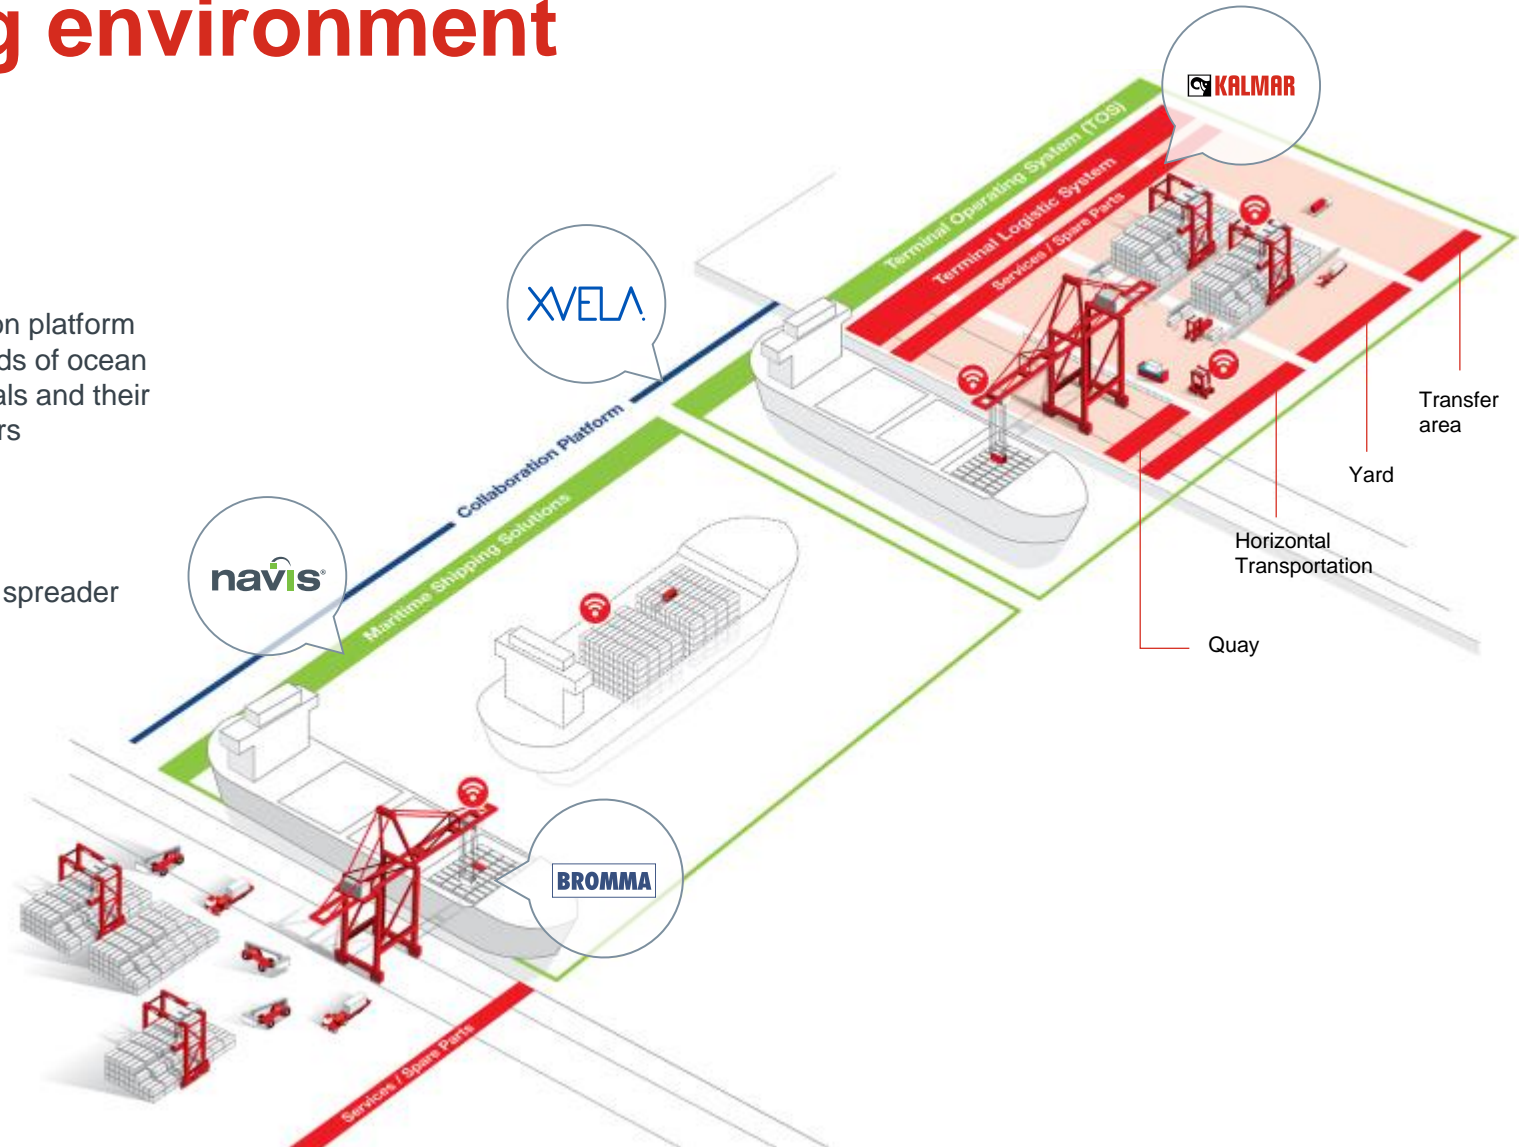 g environment
KALMAR
Terminal Operating System (TOS)
Terminal Logistic System
Services / Spare Parts
XVELA
on platform
ds of ocean
als and their
rs
Collaboration Platform
Maritime Shipping Solutions
navis
spreader
Transfer
area
Yard
Horizontal
Transportation
Quay
BROMMA
Services / Spare Parts